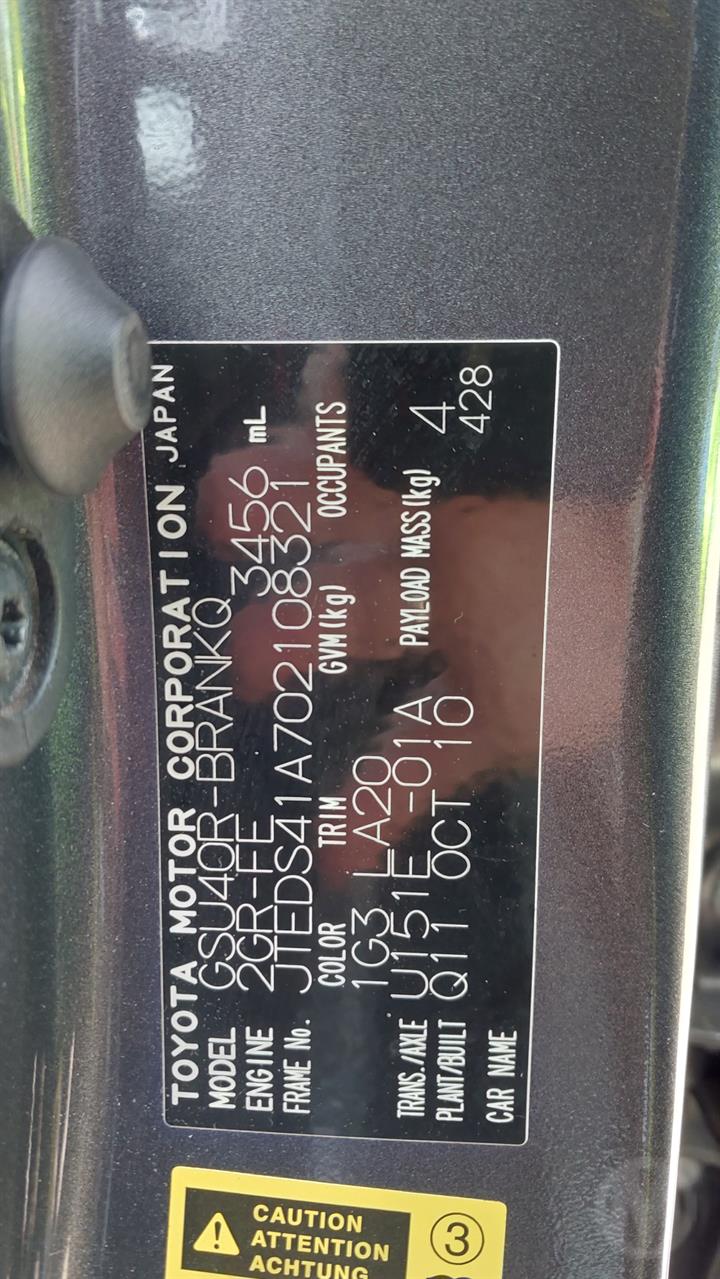 TOYOTA MOTOR CORPORATION JAPAN
MODEL GSU40R-BRANKQ
ENGINE 2GR-FE 3456 mL
FRAME No. JTEDS41A702108321
COLOR TRIM GVM(kg) OCCUPANTS
1G3 LA20
TRANS./AXLE U151E -01A PAYLOAD MASS(kg) 4
PLANT/BUILT Q11 OCT 10 428
CAR NAME
CAUTION
ATTENTION
ACHTUNG
3